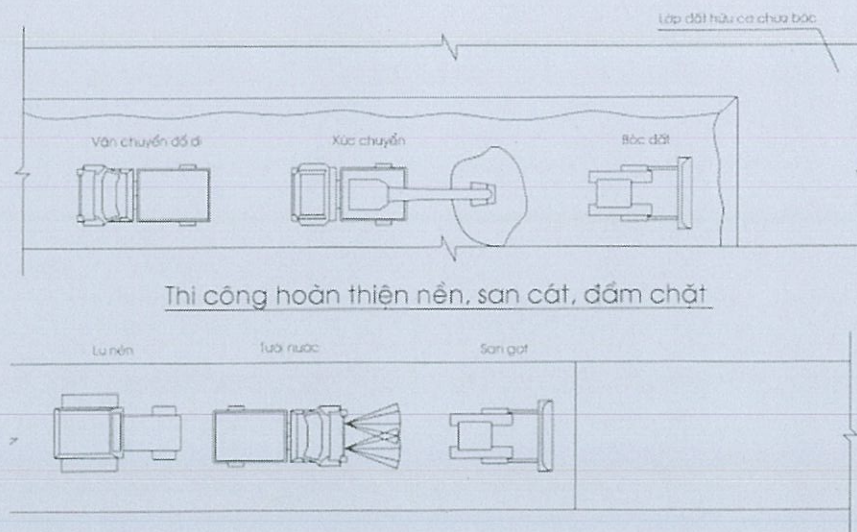 Lớp đất hữu cơ chưa bóc
Vận chuyển đổ đi
Xúc chuyển
Bóc đất
Thi công hoàn thiện nền, san cát, đầm chặt
Lu nén
Tưới nước
San gạt